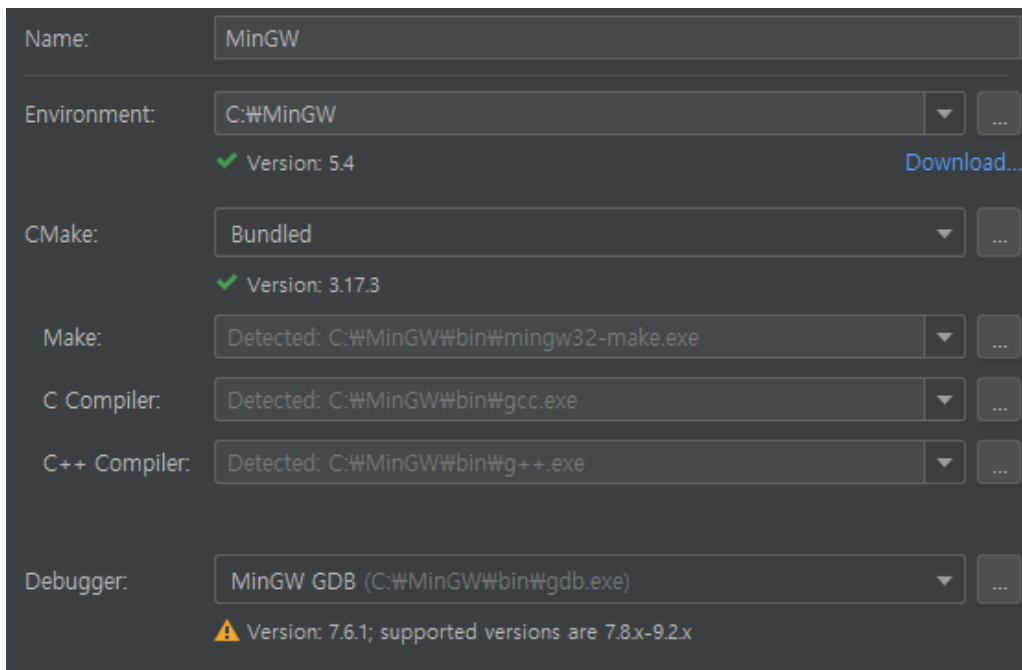 Name: MinGW
Environment: C:₩MinGW
Version: 5.4 Download...
CMake: Bundled
Version: 3.17.3
Make: Detected: C:₩MinGW₩bin₩mingw32-make.exe
C Compiler: Detected: C:₩MinGW₩bin₩gcc.exe
C++ Compiler: Detected: C:₩MinGW₩bin₩g++.exe
Debugger: MinGW GDB (C:₩MinGW₩bin₩gdb.exe)
Version: 7.6.1; supported versions are 7.8.x-9.2.x